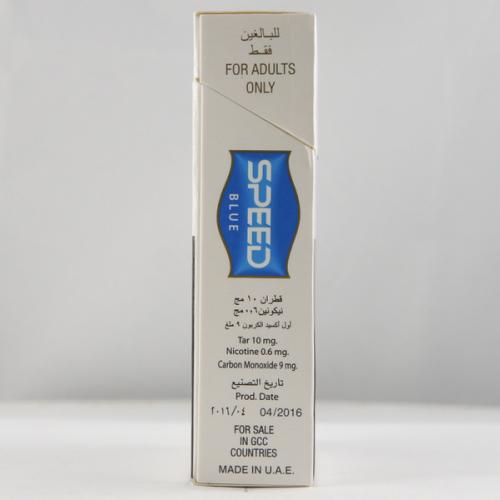 للبالغين
فقط
FOR ADULTS
ONLY
SPEED
BLUE
قطران ١٠ مج
نيكوتين ٠,٦ مج
أول أكسيد الكربون ٩ ملغ
Tar 10 mg.
Nicotine 0.6 mg.
Carbon Monoxide 9 mg.
تاريخ التصنيع
Prod. Date
٢٠١٦/٠٤ 04/2016
FOR SALE
IN GCC
COUNTRIES
MADE IN U.A.E.